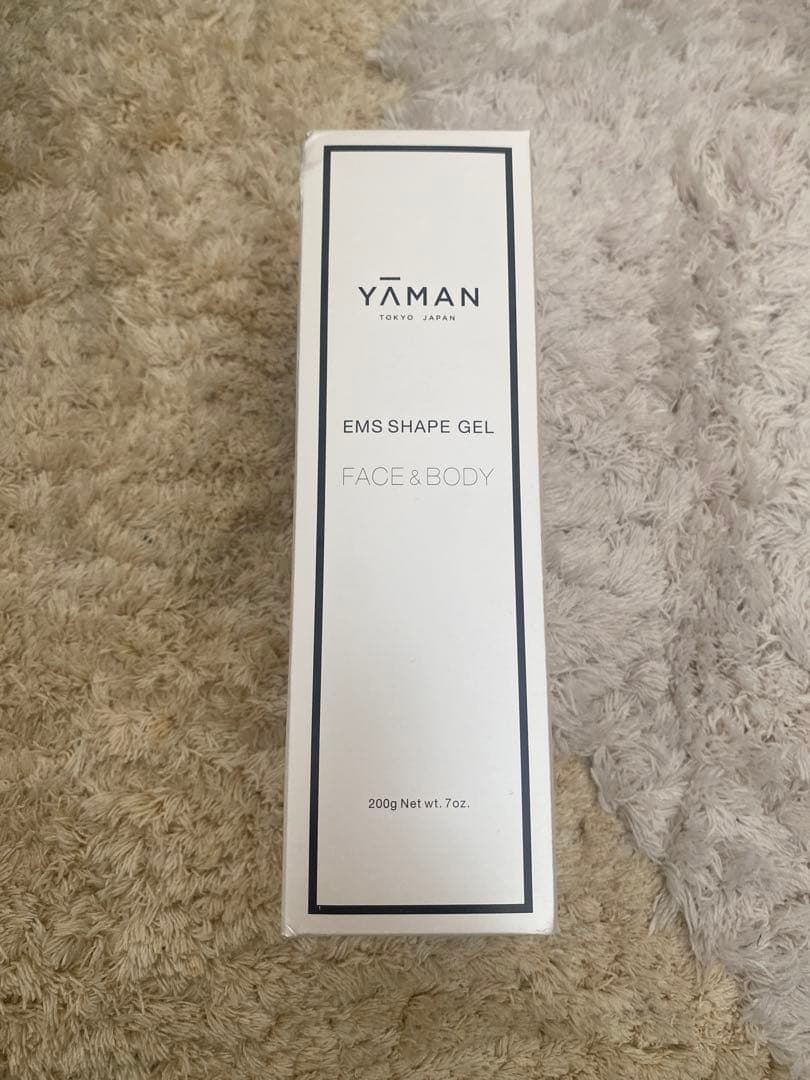 YĀMAN
TOKYO JAPAN
EMS SHAPE GEL
FACE & BODY
200g Net wt. 7oz.